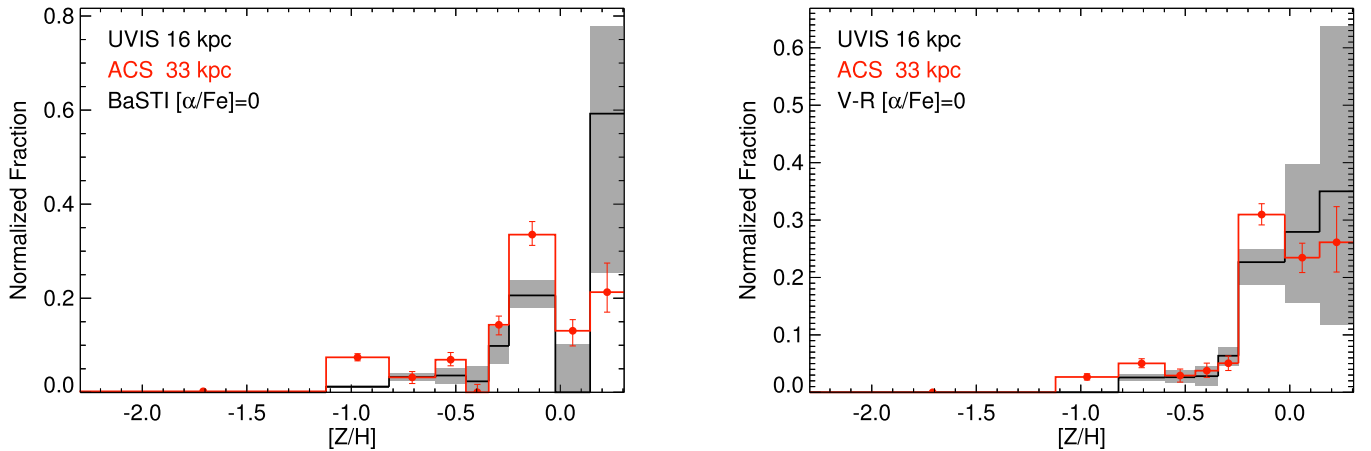 0.8
0.6
0.4
0.2
0.0
Normalized Fraction
UVIS 16 kpc
ACS 33 kpc
BaSTI [α/Fe]=0
-2.0 -1.5 -1.0 -0.5 0.0
[Z/H]
0.6
0.5
0.4
0.3
0.2
0.1
0.0
Normalized Fraction
UVIS 16 kpc
ACS 33 kpc
V-R [α/Fe]=0
-2.0 -1.5 -1.0 -0.5 0.0
[Z/H]